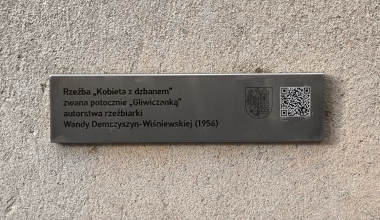 Rzeźba „Kobieta z dzbanem”
zwana potocznie „Gliwiczanką”
autorstwa rzeźbiarki
Wandy Demczyszyn-Wiśniewskiej (1956)